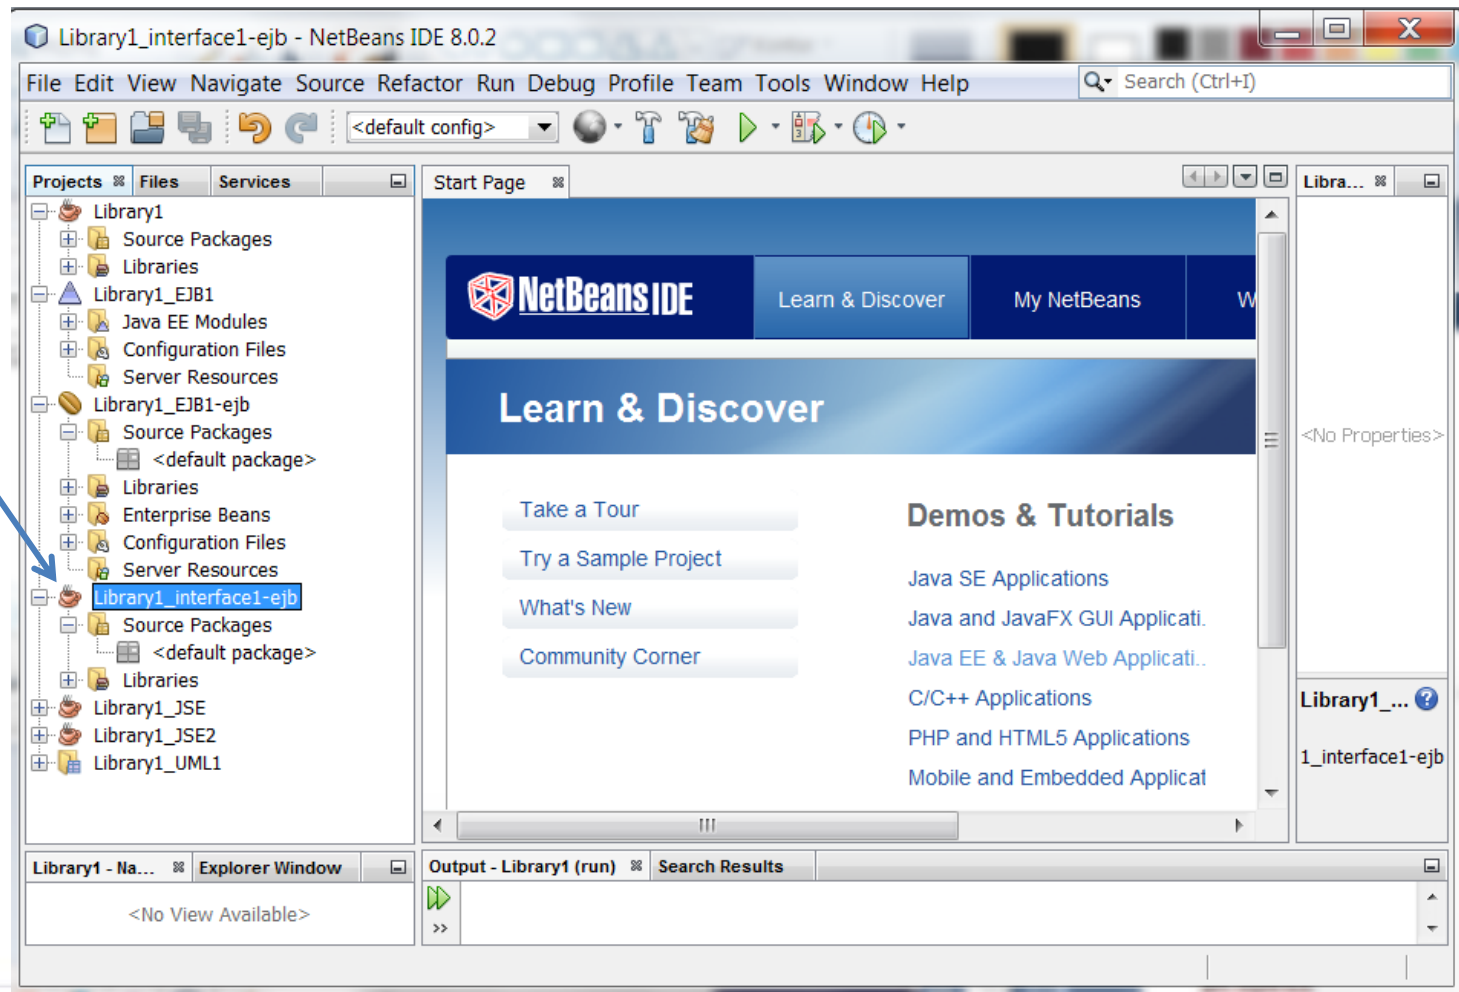 Library1_interface1-ejb - NetBeans IDE 8.0.2
File Edit View Navigate Source Refactor Run Debug Profile Team Tools Window Help
Search (Ctrl+I)
<default config>
Projects Files Services
Library1
Source Packages
Libraries
Library1_EJB1
Java EE Modules
Configuration Files
Server Resources
Library1_EJB1-ejb
Source Packages
<default package>
Libraries
Enterprise Beans
Configuration Files
Server Resources
Library1_interface1-ejb
Source Packages
<default package>
Libraries
Library1_JSE
Library1_JSE2
Library1_UML1
Start Page
NetBeans IDE
Learn & Discover
My NetBeans
W
Learn & Discover
Take a Tour
Try a Sample Project
What's New
Community Corner
Demos & Tutorials
Java SE Applications
Java and JavaFX GUI Applicati.
Java EE & Java Web Applicati..
C/C++ Applications
PHP and HTML5 Applications
Mobile and Embedded Applicat
Libra...
<No Properties>
Library1_...
1_interface1-ejb
Library1 - Na... Explorer Window
<No View Available>
Output - Library1 (run) Search Results